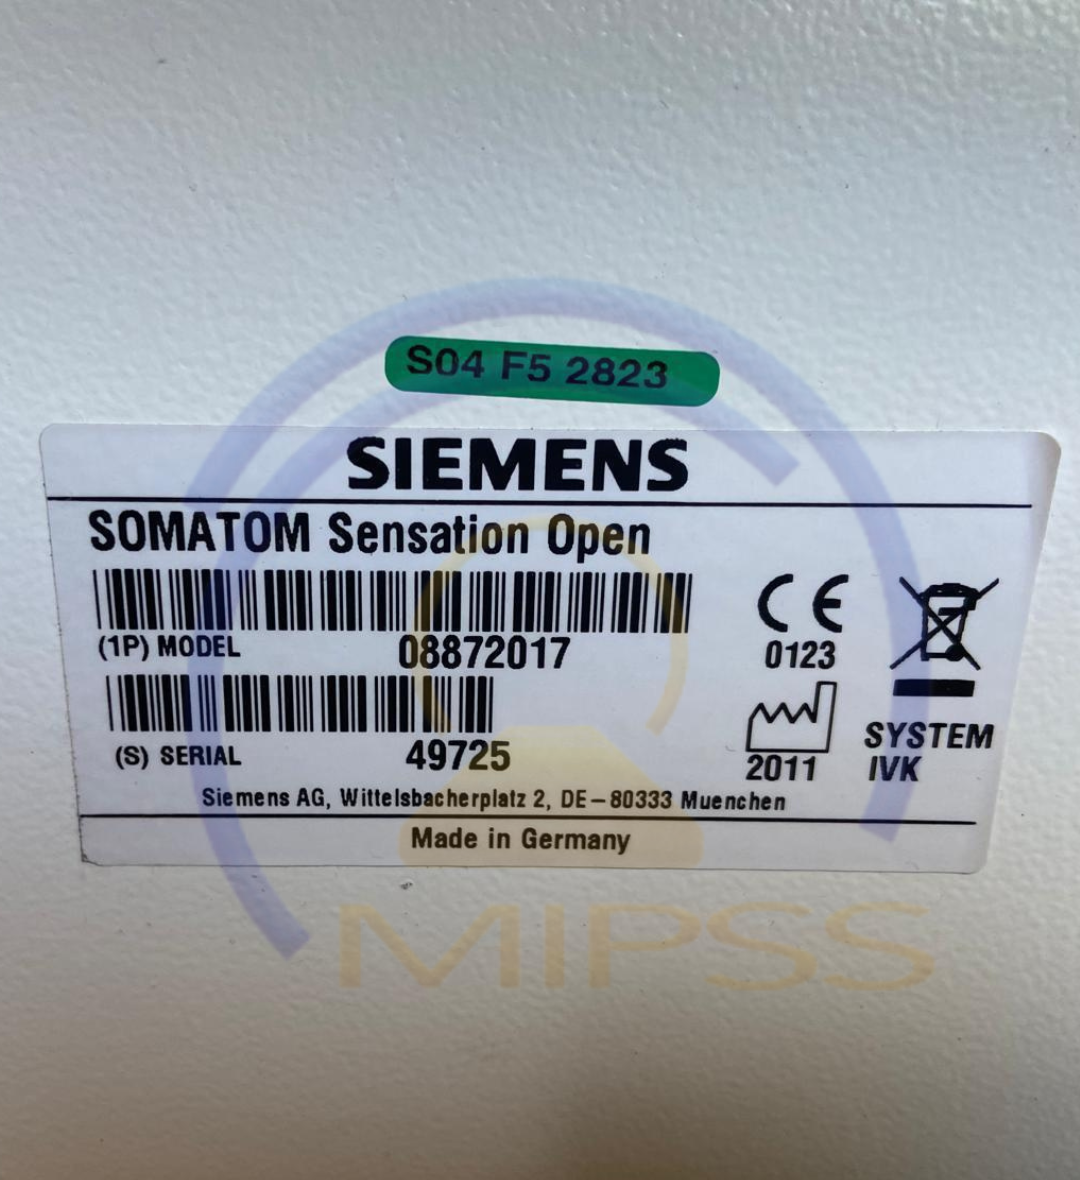 S04 F5 2823
SIEMENS
SOMATOM Sensation Open
(1P) MODEL 08872017
0123
(S) SERIAL 49725
2011
SYSTEM
IVK
Siemens AG, Wittelsbacherplatz 2, DE-80333 Muenchen
Made in Germany
MIPSS